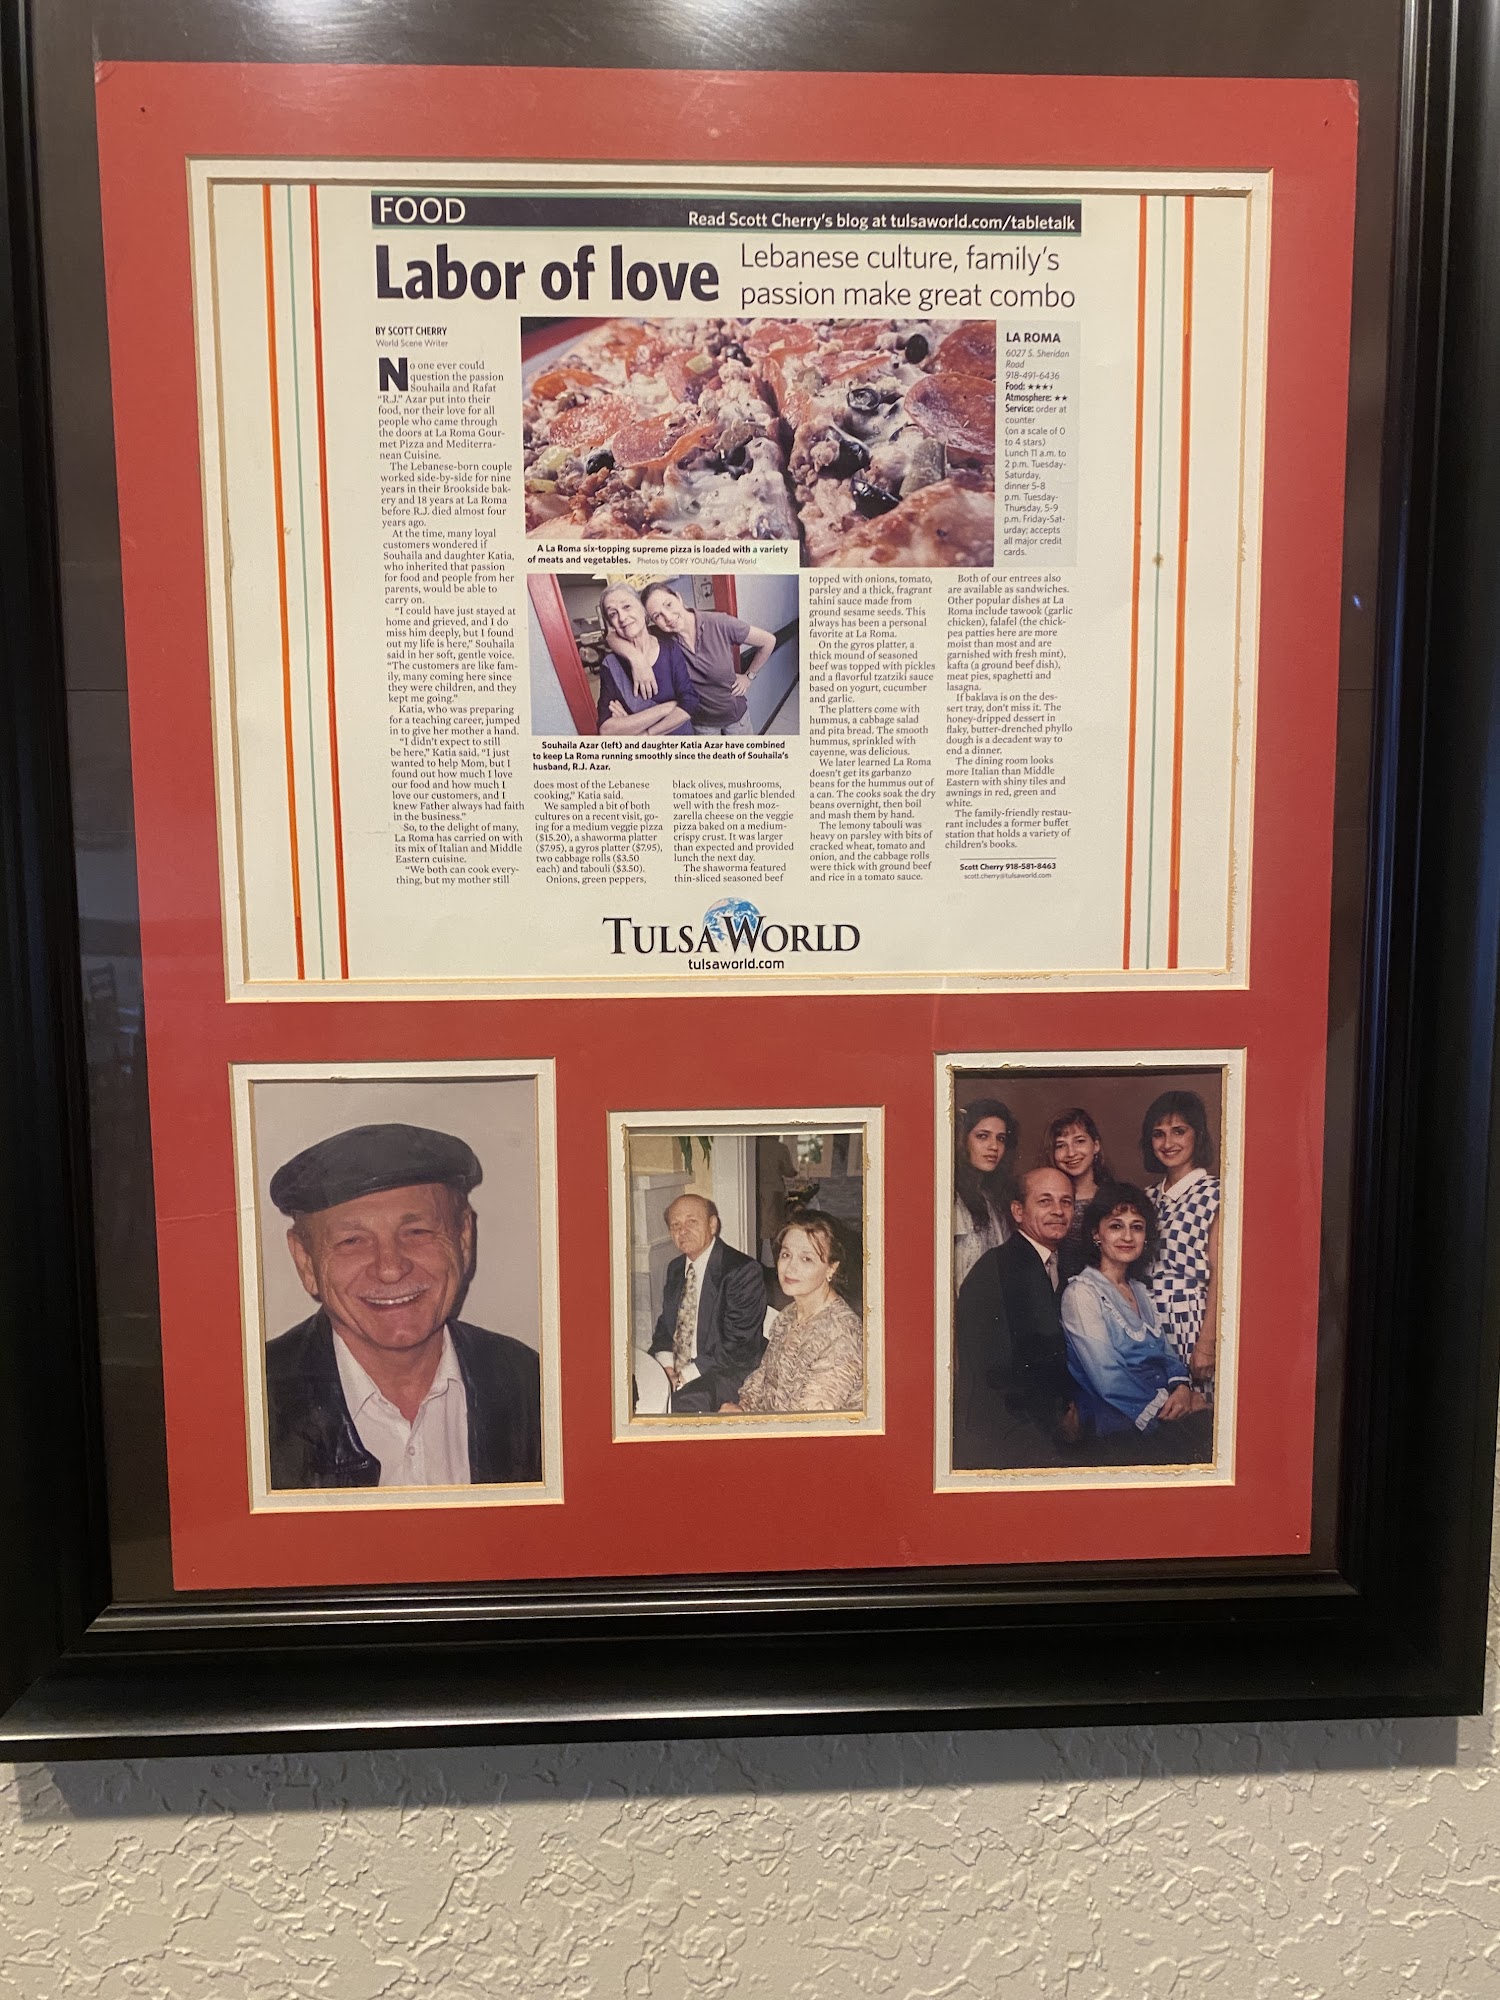 FOOD
Read Scott Cherry's blog at tulsaworld.com/tabletalk
Labor of love
Lebanese culture, family's
passion make great combo
BY SCOTT CHERRY
World Scene Writer
No one ever could
question the passion
Souhaila and Rafat
"R.J." Azar put into their
food, nor their love for all
people who came through
the doors at La Roma Gour-
met Pizza and Mediterra-
nean Cuisine.
The Lebanese-born couple
worked side-by-side for nine
years in their Brookside bak-
ery and 18 years at La Roma
before R.J. died almost four
years ago.
At the time, many loyal
customers wondered if
Souhaila and daughter Katia,
who inherited that passion
for food and people from her
parents, would be able to
carry on.
"I could have just stayed at
home and grieved, and I do
miss him deeply, but I found
out my life is here," Souhaila
said in her soft, gentle voice.
"The customers are like fam-
ily, many coming here since
they were children, and they
kept me going."
Katia, who was preparing
for a teaching career, jumped
in to give her mother a hand.
"I didn't expect to still
be here," Katia said. "I just
wanted to help Mom, but I
found out how much I love
our food and how much I
love our customers, and I
knew Father always had faith
in the business."
So, to the delight of many,
La Roma has carried on with
its mix of Italian and Middle
Eastern cuisine.
"We both can cook every-
thing, but my mother still
A La Roma six-topping supreme pizza is loaded with a variety
of meats and vegetables. Photos by CORY YOUNG/Tulsa World
Souhaila Azar (left) and daughter Katia Azar have combined
to keep La Roma running smoothly since the death of Souhaila's
husband, R.J. Azar.
does most of the Lebanese
cooking," Katia said.
We sampled a bit of both
cultures on a recent visit, go-
ing for a medium veggie pizza
($15.20), a shaworma platter
($7.95), a gyros platter ($7.95),
two cabbage rolls ($3.50
each) and tabouli ($3.50).
Onions, green peppers,
black olives, mushrooms,
tomatoes and garlic blended
well with the fresh moz-
zarella cheese on the veggie
pizza baked on a medium-
crispy crust. It was larger
than expected and provided
lunch the next day.
The shaworma featured
thin-sliced seasoned beef
topped with onions, tomato,
parsley and a thick, fragrant
tahini sauce made from
ground sesame seeds. This
always has been a personal
favorite at La Roma.
On the gyros platter, a
thick mound of seasoned
beef was topped with pickles
and a flavorful tzatziki sauce
based on yogurt, cucumber
and garlic.
The platters come with
hummus, a cabbage salad
and pita bread. The smooth
hummus, sprinkled with
cayenne, was delicious.
We later learned La Roma
doesn't get its garbanzo
beans for the hummus out of
a can. The cooks soak the dry
beans overnight, then boil
and mash them by hand.
The lemony tabouli was
heavy on parsley with bits of
cracked wheat, tomato and
onion, and the cabbage rolls
were thick with ground beef
and rice in a tomato sauce.
LA ROMA
6027 S. Sheridan
Road
918-491-6436
Food: ★★★⯨
Atmosphere: ★★
Service: order at
counter
(on a scale of 0
to 4 stars)
Lunch 11 a.m. to
2 p.m. Tuesday-
Saturday,
dinner 5-8
p.m. Tuesday-
Thursday, 5-9
p.m. Friday-Sat-
urday; accepts
all major credit
cards.
Both of our entrees also
are available as sandwiches.
Other popular dishes at La
Roma include tawook (garlic
chicken), falafel (the chick-
pea patties here are more
moist than most and are
garnished with fresh mint),
kafta (a ground beef dish),
meat pies, spaghetti and
lasagna.
If baklava is on the des-
sert tray, don't miss it. The
honey-dripped dessert in
flaky, butter-drenched phyllo
dough is a decadent way to
end a dinner.
The dining room looks
more Italian than Middle
Eastern with shiny tiles and
awnings in red, green and
white.
The family-friendly restau-
rant includes a former buffet
station that holds a variety of
children's books.
Scott Cherry 918-581-8463
scott.cherry@tulsaworld.com
TULSA WORLD
tulsaworld.com